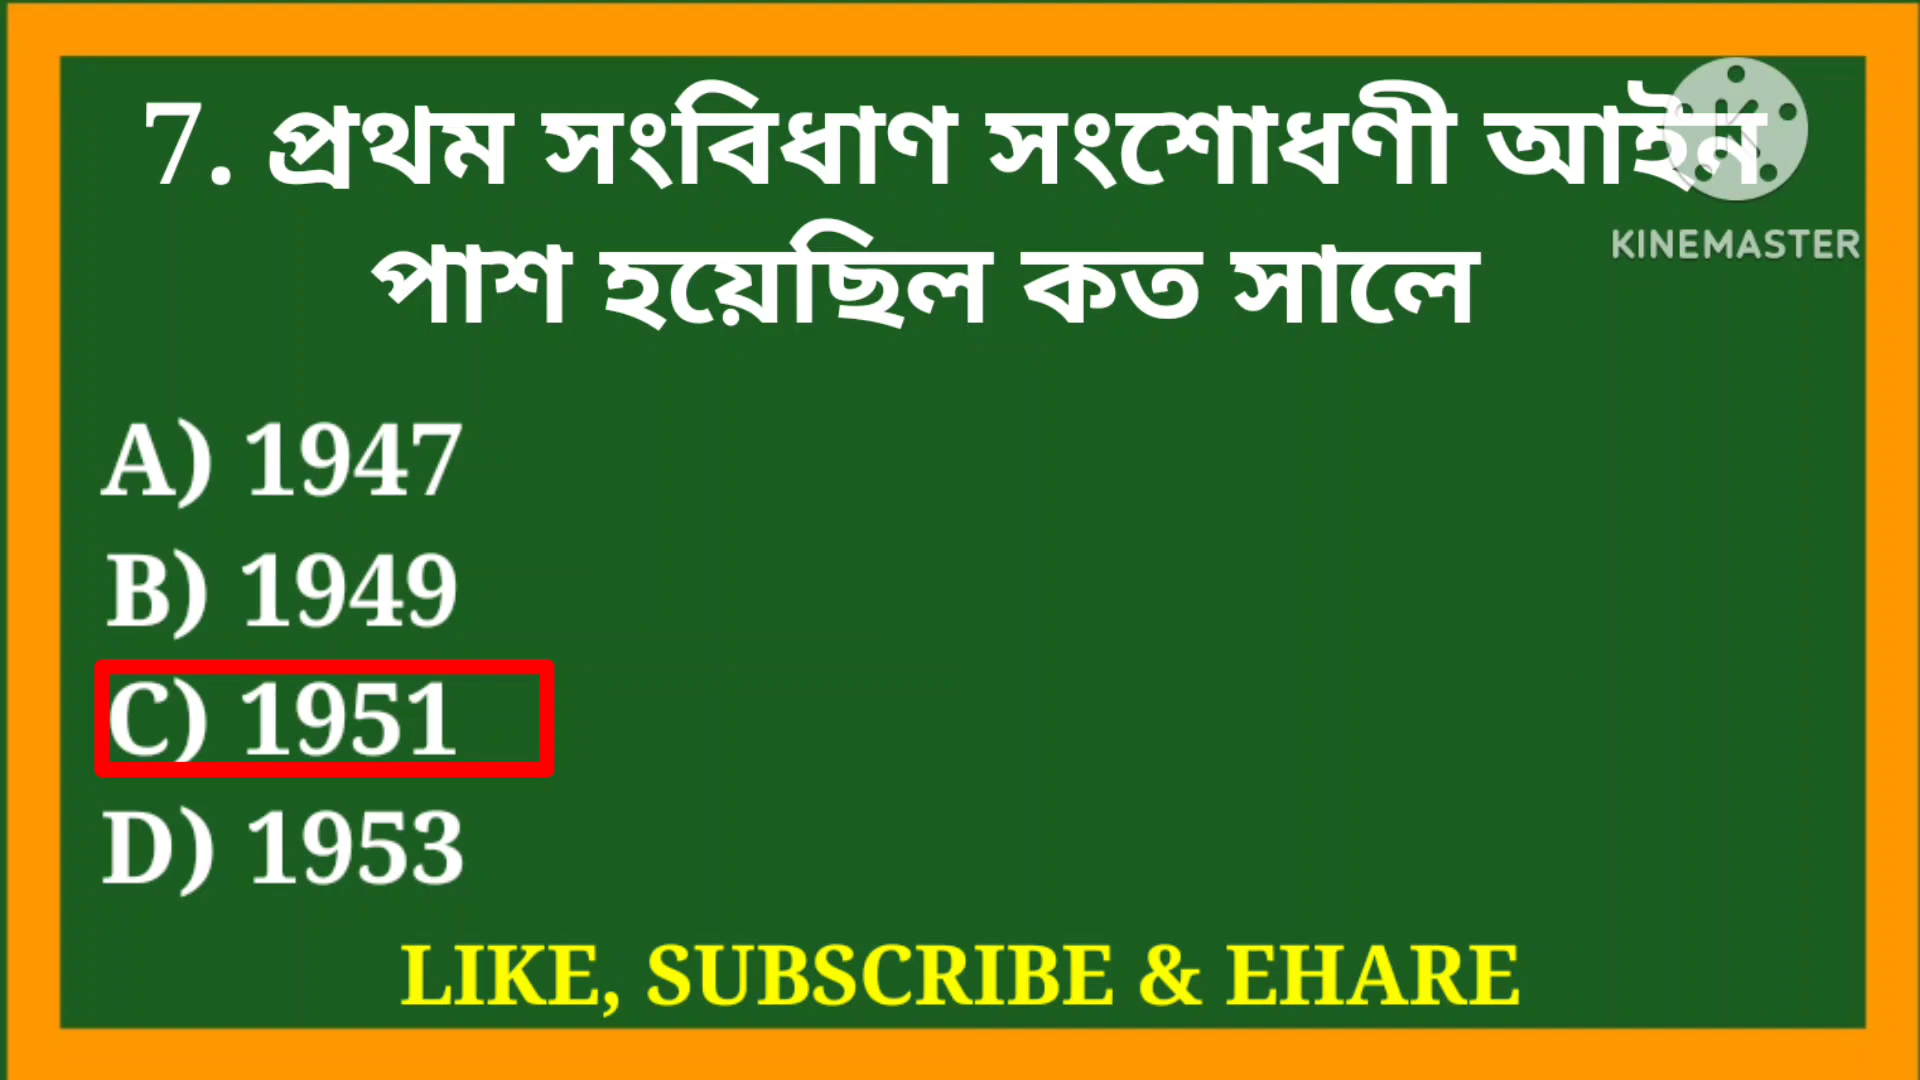 7. প্রথম সংবিধাণ সংশোধণী আইন
পাশ হয়েছিল কত সালে
KINEMASTER
A) 1947
B) 1949
C) 1951
D) 1953
LIKE, SUBSCRIBE & EHARE